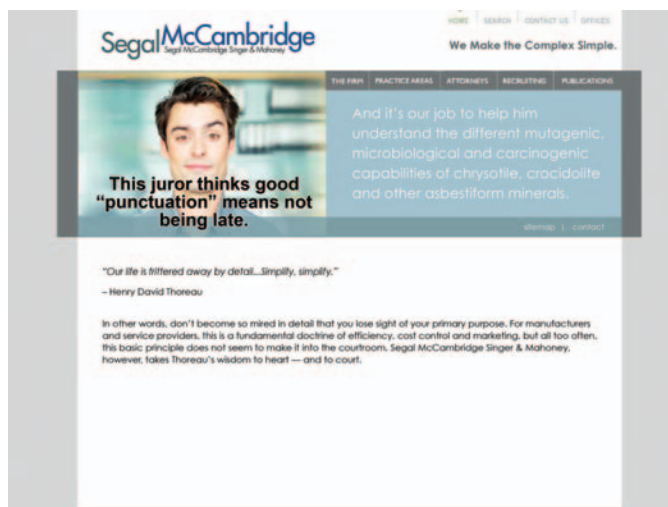 HOME | SEARCH | CONTACT US | OFFICES
Segal McCambridge
Segal McCambridge Singer & Mahoney
We Make the Complex Simple.
THE FIRM | PRACTICE AREAS | ATTORNEYS | RECRUITING | PUBLICATIONS
This juror thinks good
“punctuation” means not
being late.
And it’s our job to help him
understand the different mutagenic,
microbiological and carcinogenic
capabilities of chrysotile, crocidolite
and other asbestiform minerals.
sitemap | contact
“Our life is frittered away by detail...Simplify, simplify.”
– Henry David Thoreau
In other words, don’t become so mired in detail that you lose sight of your primary purpose. For manufacturers
and service providers, this is a fundamental doctrine of efficiency, cost control and marketing, but all too often,
this basic principle does not seem to make it into the courtroom. Segal McCambridge Singer & Mahoney,
however, takes Thoreau’s wisdom to heart — and to court.